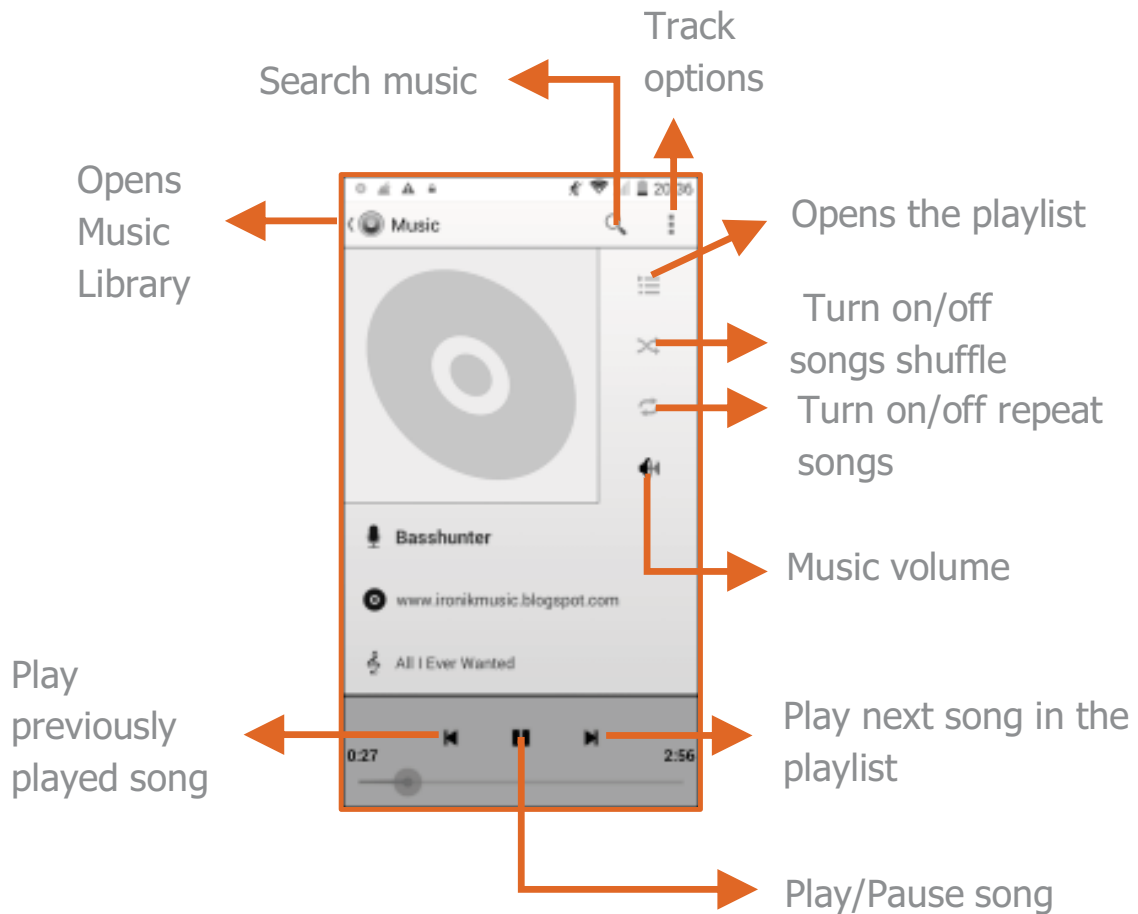 Track
options
Search music
Opens
Music
Library
20:36
Music
Opens the playlist
Turn on/off
songs shuffle
Turn on/off repeat
songs
Basshunter
Music volume
www.ironikmusic.blogspot.com
All I Ever Wanted
Play
previously
played song
Play next song in the
playlist
0:27
2:56
Play/Pause song